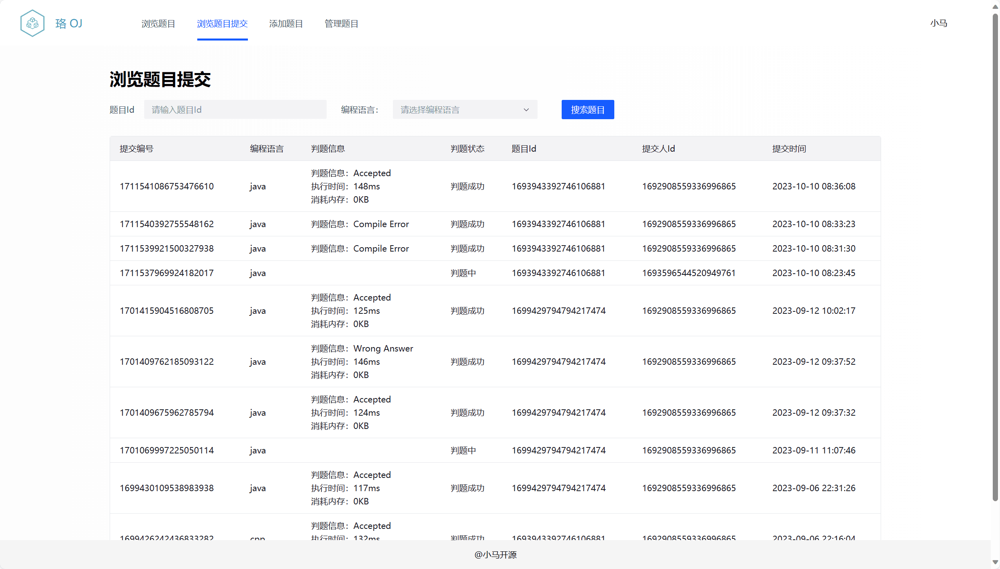 珞 OJ
浏览题目 浏览题目提交 添加题目 管理题目
小马
浏览题目提交
题目Id 请输入题目Id 编程语言： 请选择编程语言 搜索题目
提交编号 编程语言 判题信息 判题状态 题目Id 提交人Id 提交时间
判题信息：Accepted
1711541086753476610 java 执行时间：148ms 判题成功 1693943392746106881 1692908559336996865 2023-10-10 08:36:08
消耗内存：0KB
1711540392755548162 java 判题信息：Compile Error 判题成功 1693943392746106881 1692908559336996865 2023-10-10 08:33:23
1711539921500327938 java 判题信息：Compile Error 判题成功 1693943392746106881 1692908559336996865 2023-10-10 08:31:30
1711537969924182017 java 判题中 1693943392746106881 1693596544520949761 2023-10-10 08:23:45
判题信息：Accepted
1701415904516808705 java 执行时间：125ms 判题成功 1699429794794217474 1692908559336996865 2023-09-12 10:02:17
消耗内存：0KB
判题信息：Wrong Answer
1701409762185093122 java 执行时间：146ms 判题成功 1699429794794217474 1692908559336996865 2023-09-12 09:37:52
消耗内存：0KB
判题信息：Accepted
1701409675962785794 java 执行时间：124ms 判题成功 1699429794794217474 1692908559336996865 2023-09-12 09:37:32
消耗内存：0KB
1701069997225050114 java 判题中 1699429794794217474 1692908559336996865 2023-09-11 11:07:46
判题信息：Accepted
1699430109538983938 java 执行时间：117ms 判题成功 1699429794794217474 1692908559336996865 2023-09-06 22:31:26
消耗内存：0KB
判题信息：Accepted
1699426242436833282 cpp 执行时间：132ms 判题成功 1693943392746106881 1692908559336996865 2023-09-06 22:16:04
@小马开源